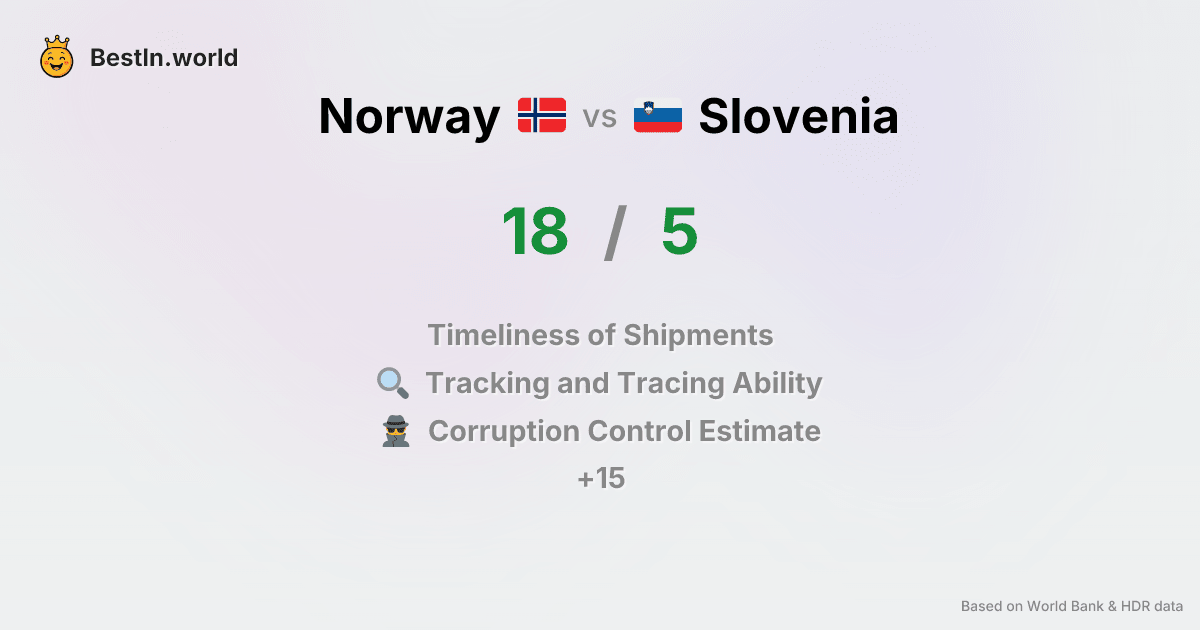 BestIn.world
Norway vs Slovenia
18 / 5
Timeliness of Shipments
Tracking and Tracing Ability
Corruption Control Estimate
+15
Based on World Bank & HDR data